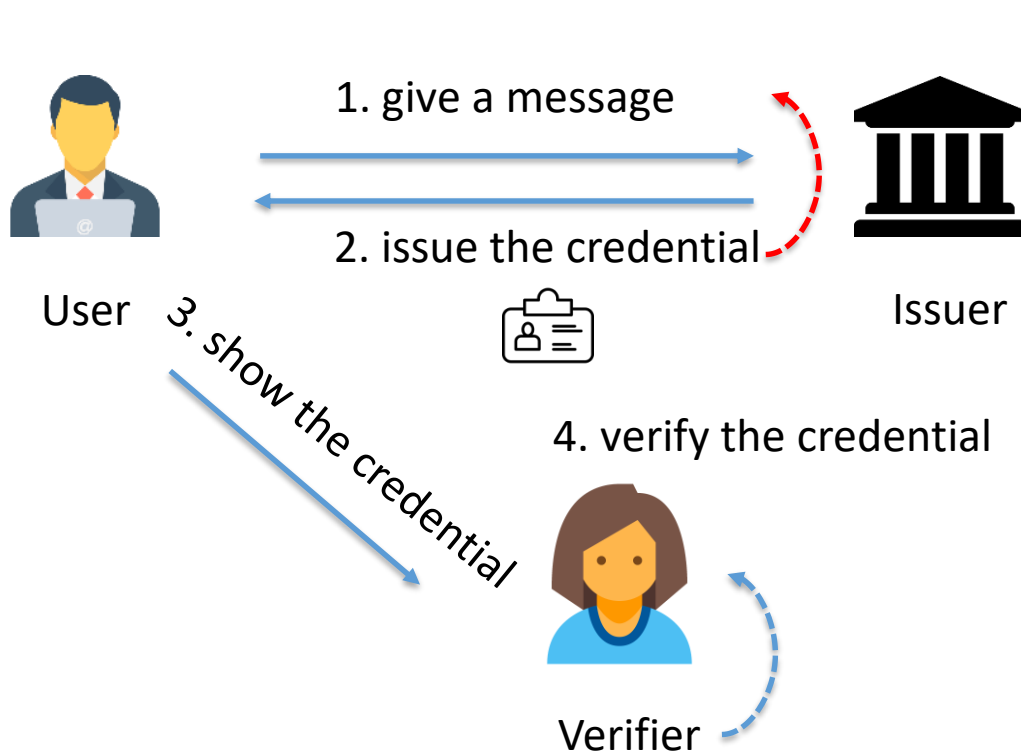 1. give a message
@
2. issue the credential
User
Issuer
3. show the credential
4. verify the credential
Verifier